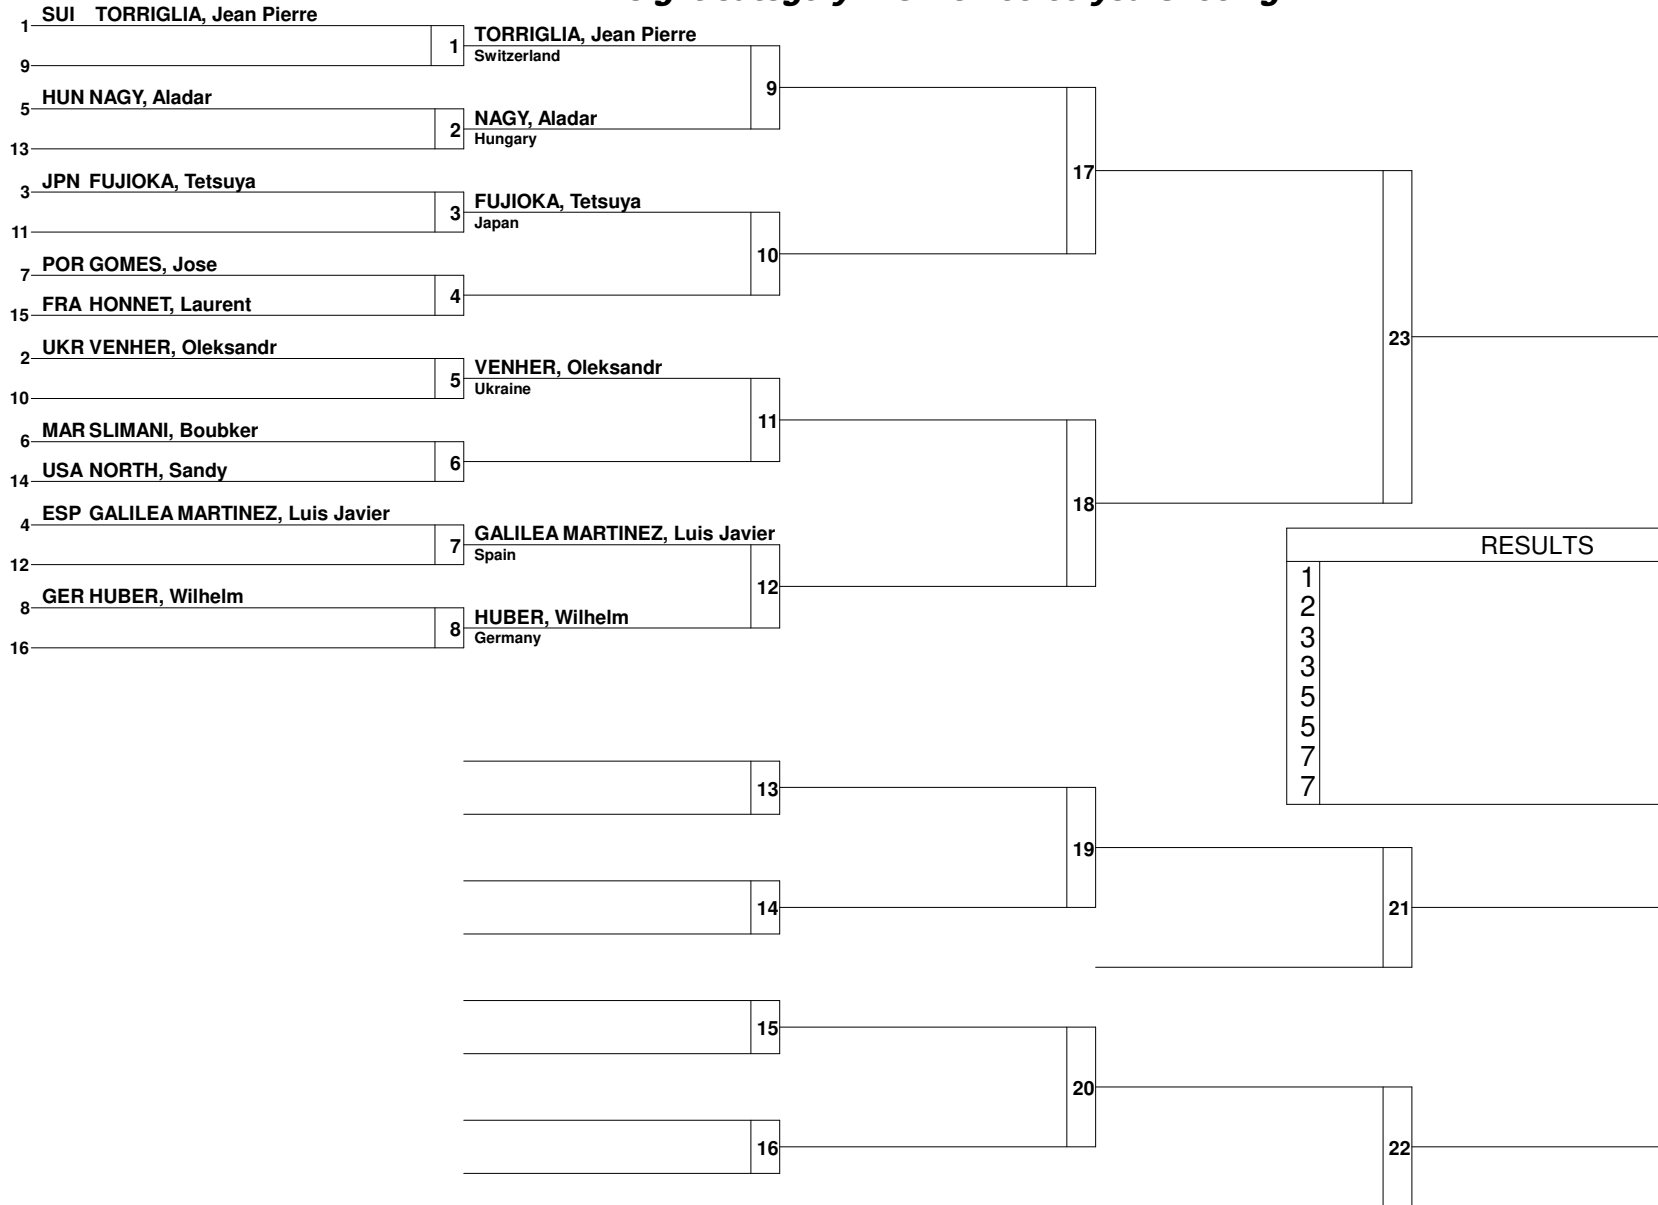 SUI TORRIGLIA, Jean Pierre
1
9
1
TORRIGLIA, Jean Pierre
Switzerland
9
HUN NAGY, Aladar
5
13
2
NAGY, Aladar
Hungary
17
JPN FUJIOKA, Tetsuya
3
11
3
FUJIOKA, Tetsuya
Japan
10
POR GOMES, Jose
7
FRA HONNET, Laurent
15
4
23
UKR VENHER, Oleksandr
2
10
5
VENHER, Oleksandr
Ukraine
11
MAR SLIMANI, Boubker
6
USA NORTH, Sandy
14
6
18
ESP GALILEA MARTINEZ, Luis Javier
4
12
7
GALILEA MARTINEZ, Luis Javier
Spain
12
GER HUBER, Wilhelm
8
16
8
HUBER, Wilhelm
Germany
RESULTS
1
2
3
3
5
5
7
7
13
19
14
21
15
20
16
22